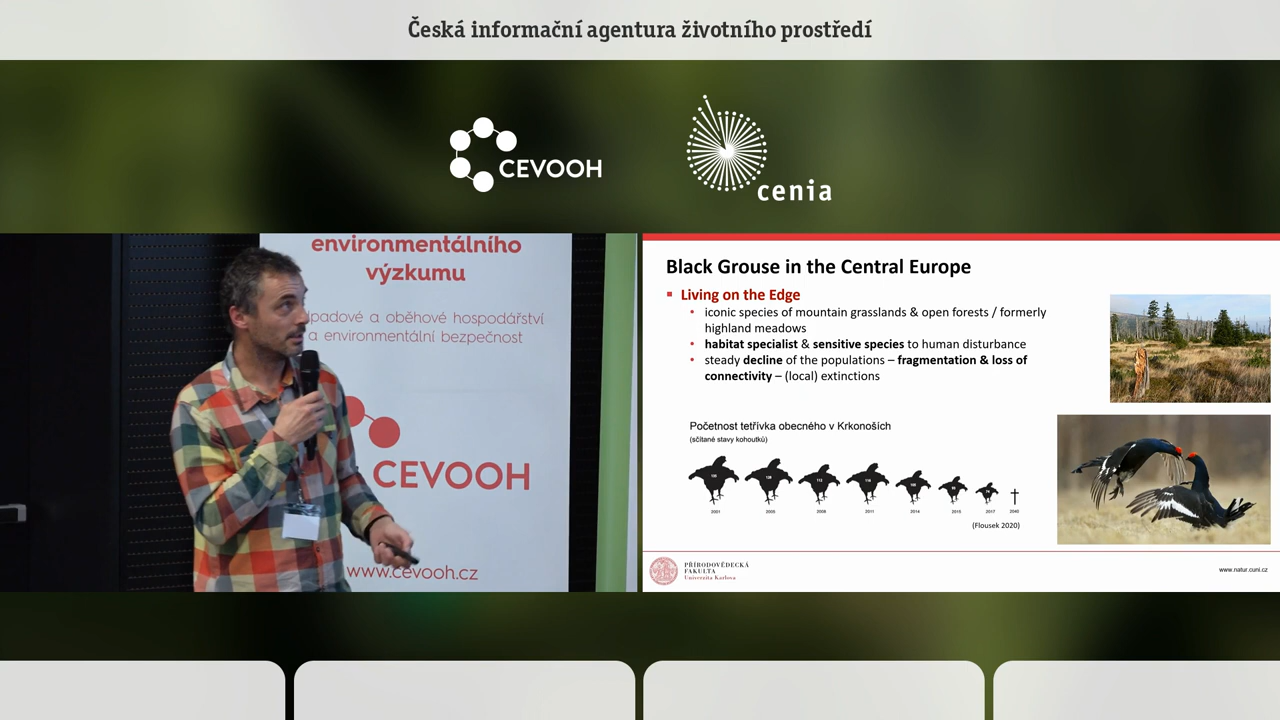 Česká informační agentura životního prostředí
CEVOOH
cenia
environmentálního
výzkumu
padové a oběhové hospodářství
a environmentální bezpečnost
CEVOOH
www.cevooh.cz
Black Grouse in the Central Europe
Living on the Edge
iconic species of mountain grasslands & open forests / formerly
highland meadows
habitat specialist & sensitive species to human disturbance
steady decline of the populations – fragmentation & loss of
connectivity – (local) extinctions
Početnost tetřívka obecného v Krkonoších
(sčítané stavy kohoutků)
2001 2005 2008 2011 2014 2015 2017 2040
(Flousek 2020)
PŘÍRODOVĚDECKÁ
FAKULTA
Univerzita Karlova
www.natur.cuni.cz